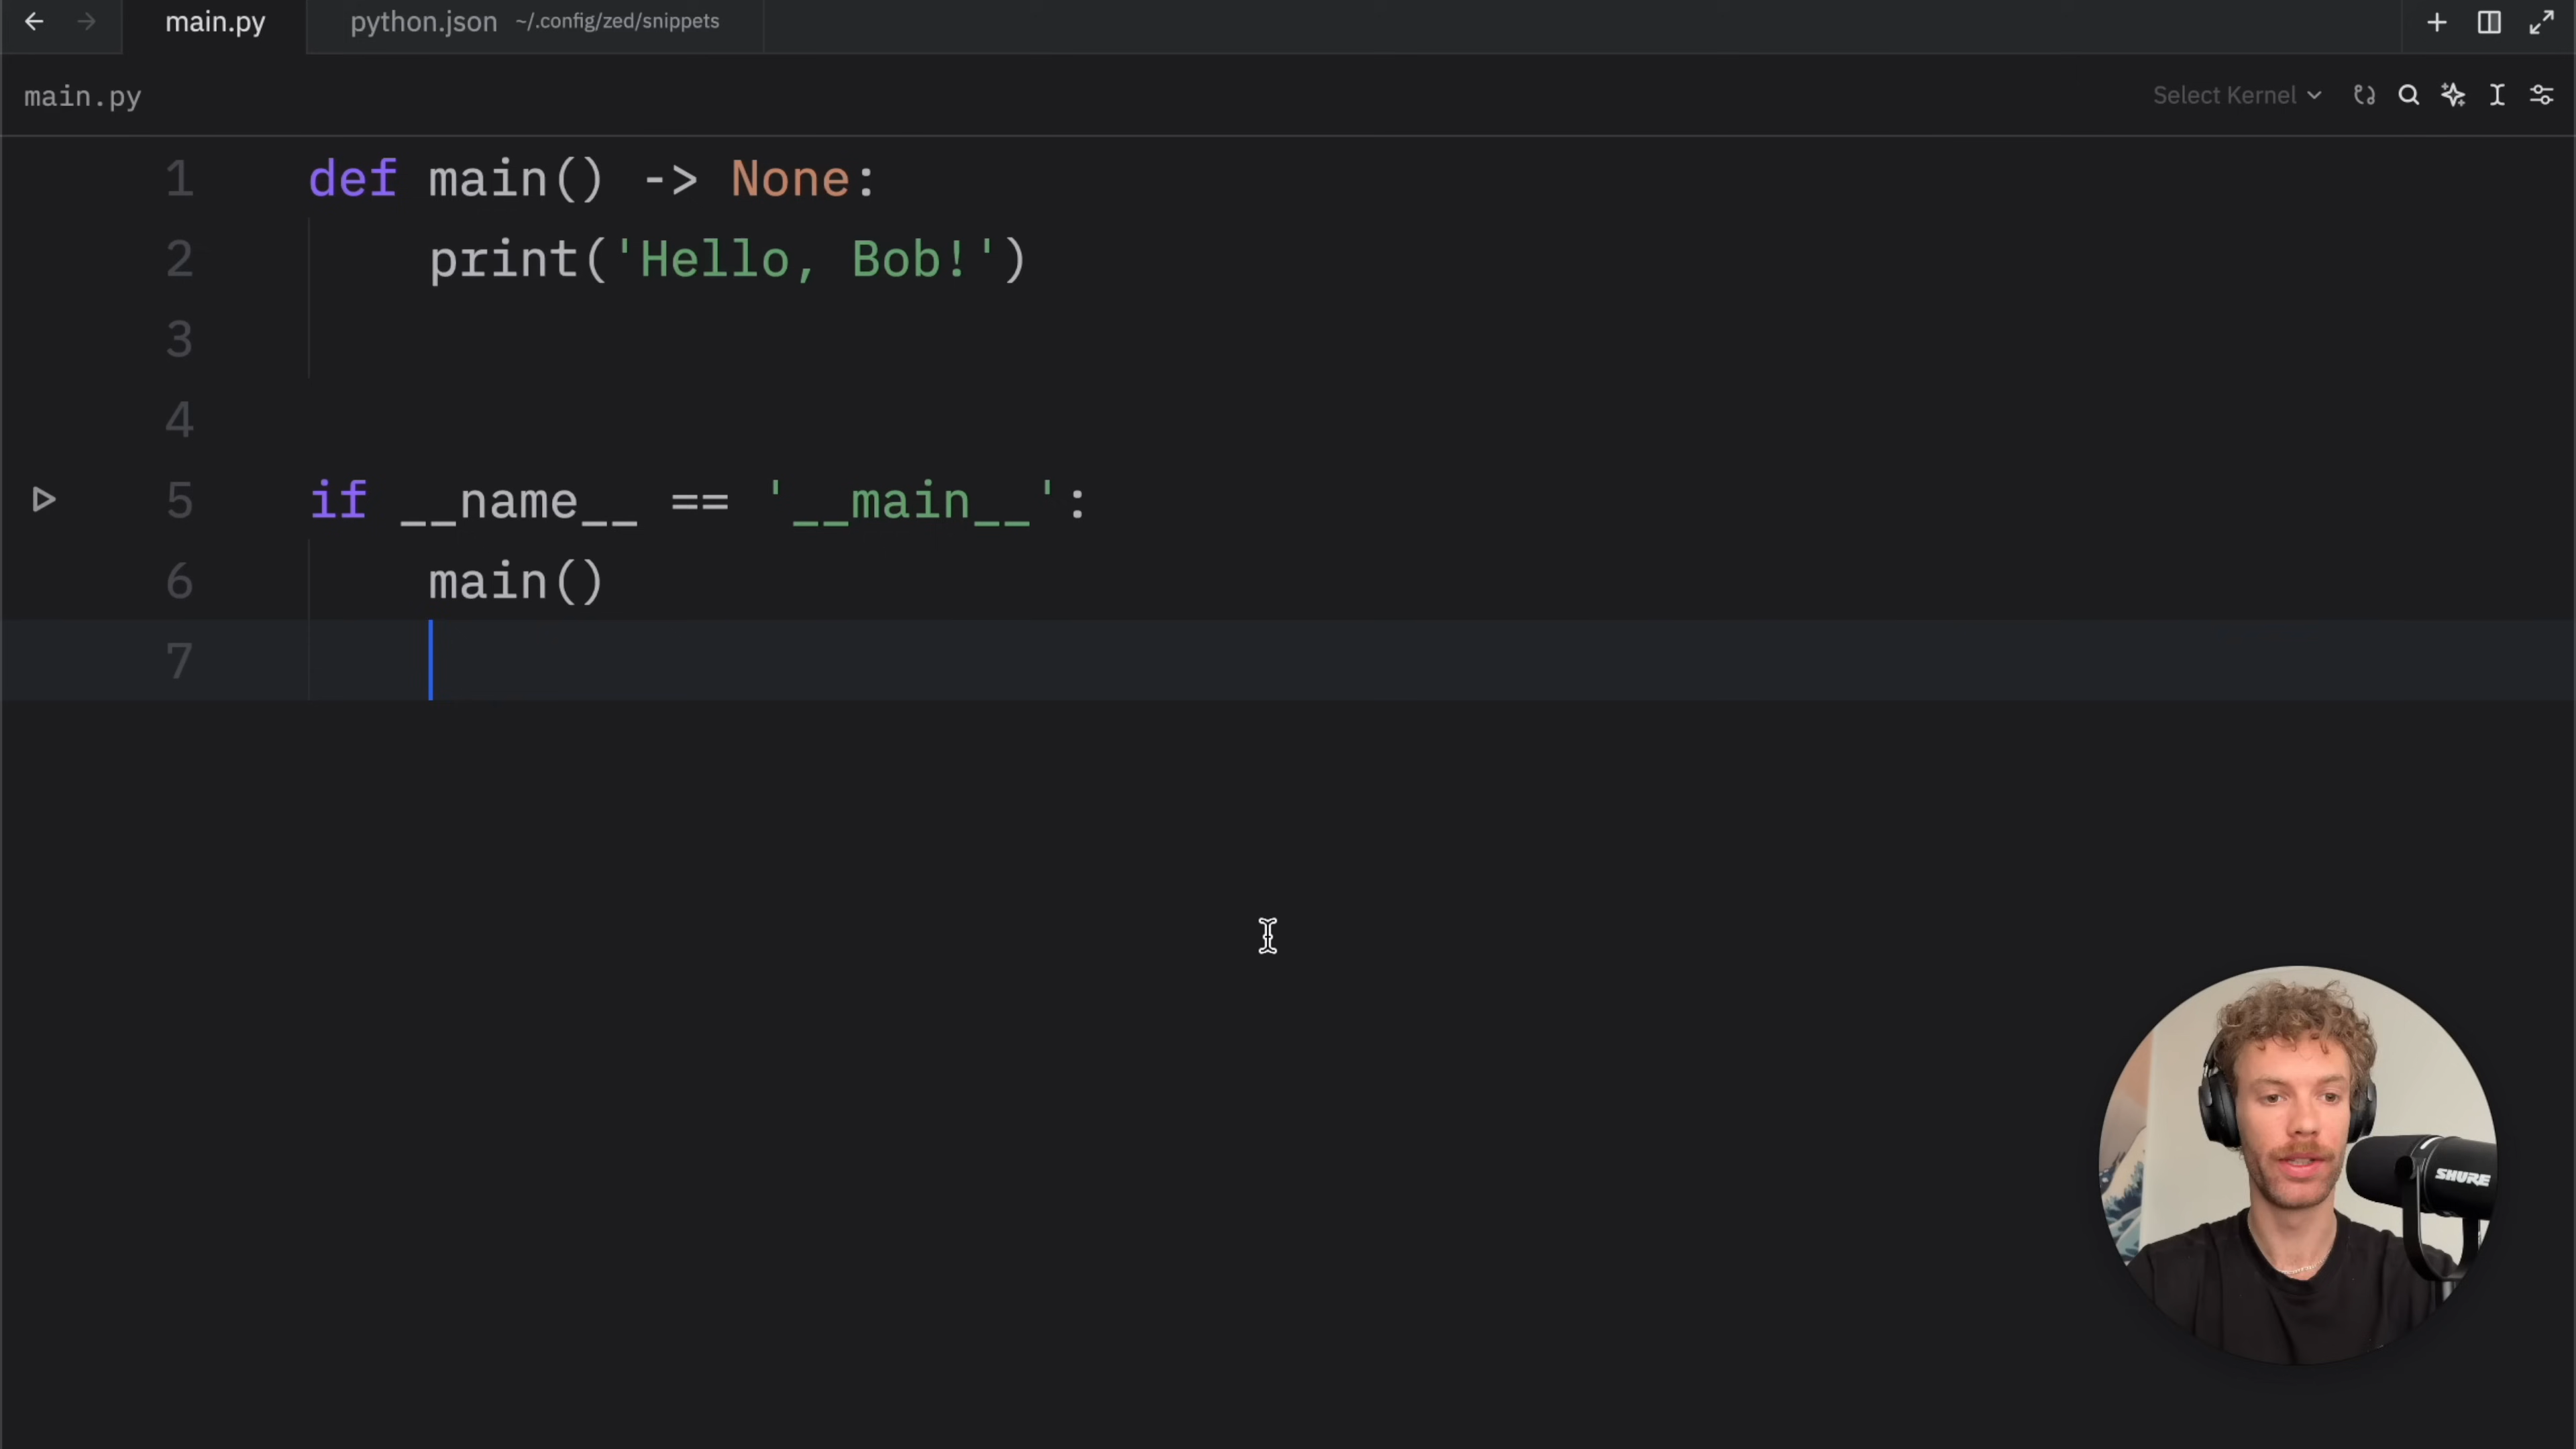 main.py python.json ~/.config/zed/snippets
main.py Select Kernel
1 def main() -> None:
2     print('Hello, Bob!')
3
4
5 if __name__ == '__main__':
6     main()
7
SHURE